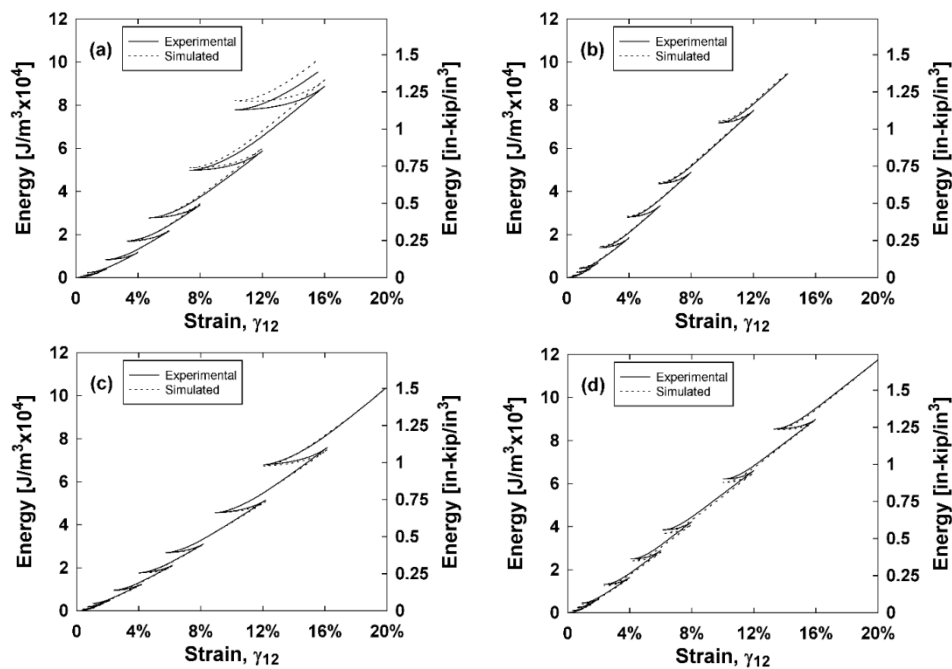 (a)
Experimental
Simulated
Energy [J/m³x10⁴]
12
10
8
6
4
2
0
0 4% 8% 12% 16% 20%
Strain, γ₁₂
1.5
1.25
1
0.75
0.5
0.25
0
Energy [in-kip/in³]
(b)
Experimental
Simulated
Energy [J/m³x10⁴]
12
10
8
6
4
2
0
0 4% 8% 12% 16% 20%
Strain, γ₁₂
1.5
1.25
1
0.75
0.5
0.25
0
Energy [in-kip/in³]
(c)
Experimental
Simulated
Energy [J/m³x10⁴]
12
10
8
6
4
2
0
0 4% 8% 12% 16% 20%
Strain, γ₁₂
1.5
1.25
1
0.75
0.5
0.25
0
Energy [in-kip/in³]
(d)
Experimental
Simulated
Energy [J/m³x10⁴]
12
10
8
6
4
2
0
0 4% 8% 12% 16% 20%
Strain, γ₁₂
1.5
1.25
1
0.75
0.5
0.25
0
Energy [in-kip/in³]